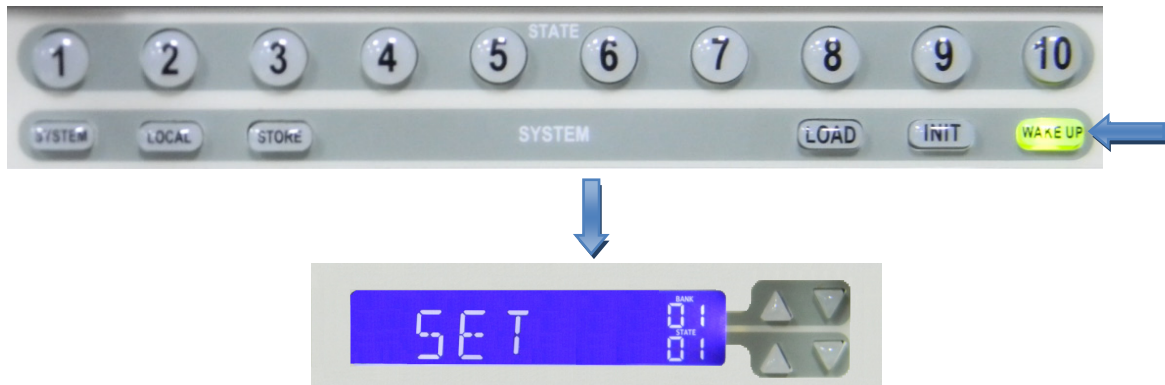 STATE
1 2 3 4 5 6 7 8 9 10
SYSTEM LOCAL STORE SYSTEM LOAD INIT WAKE UP
BANK
SET 01
STATE
01